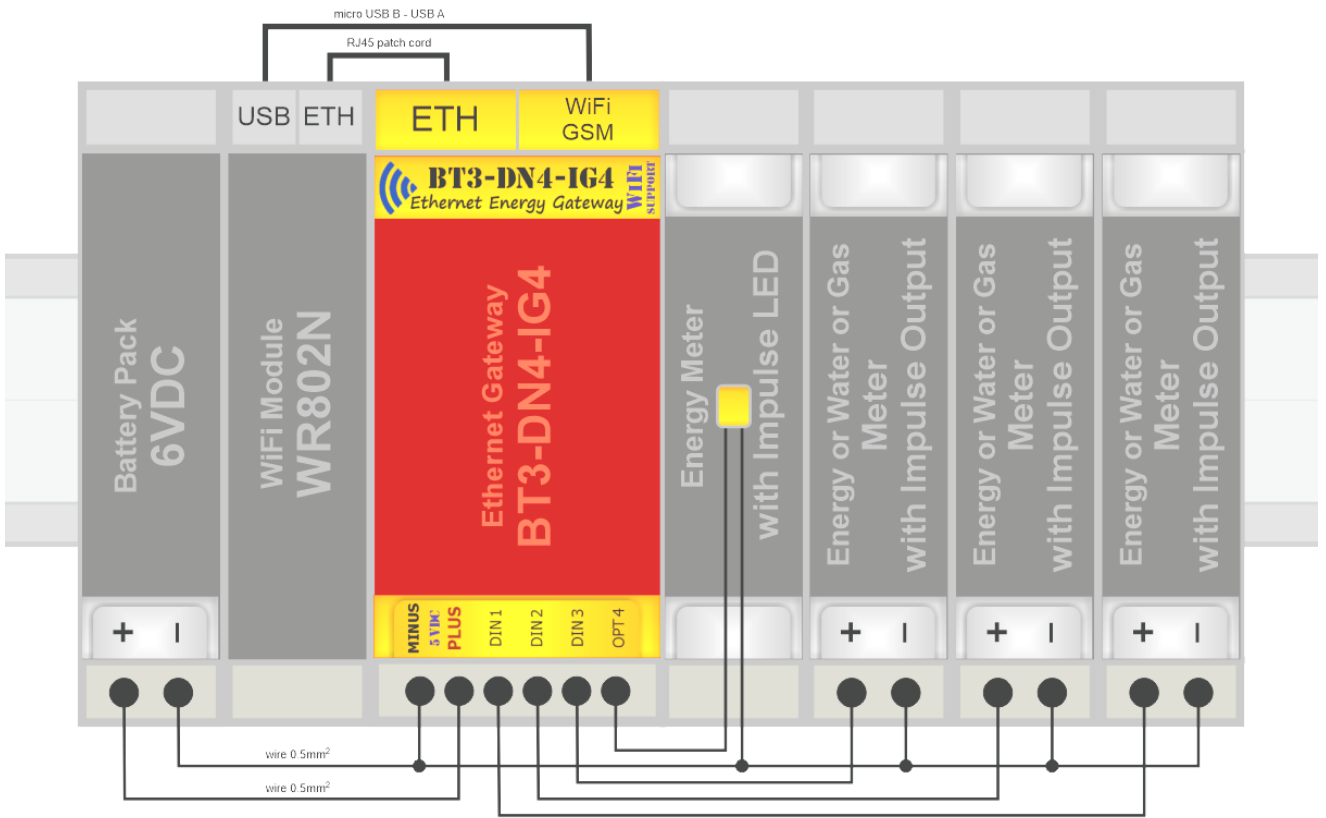 micro USB B - USB A
RJ45 patch cord
USB
ETH
ETH
WiFi
GSM
BT3-DN4-IG4
Ethernet Energy Gateway
WiFi
SUPPORT
Battery Pack
6VDC
WiFi Module
WR802N
Ethernet Gateway
BT3-DN4-IG4
Energy Meter
with Impulse LED
Energy or Water or Gas
Meter
with Impulse Output
Energy or Water or Gas
Meter
with Impulse Output
Energy or Water or Gas
Meter
with Impulse Output
+ −
MINUS
5 VDC
PLUS
DIN 1
DIN 2
DIN 3
OPT 4
+ −
+ −
+ −
wire 0.5mm²
wire 0.5mm²